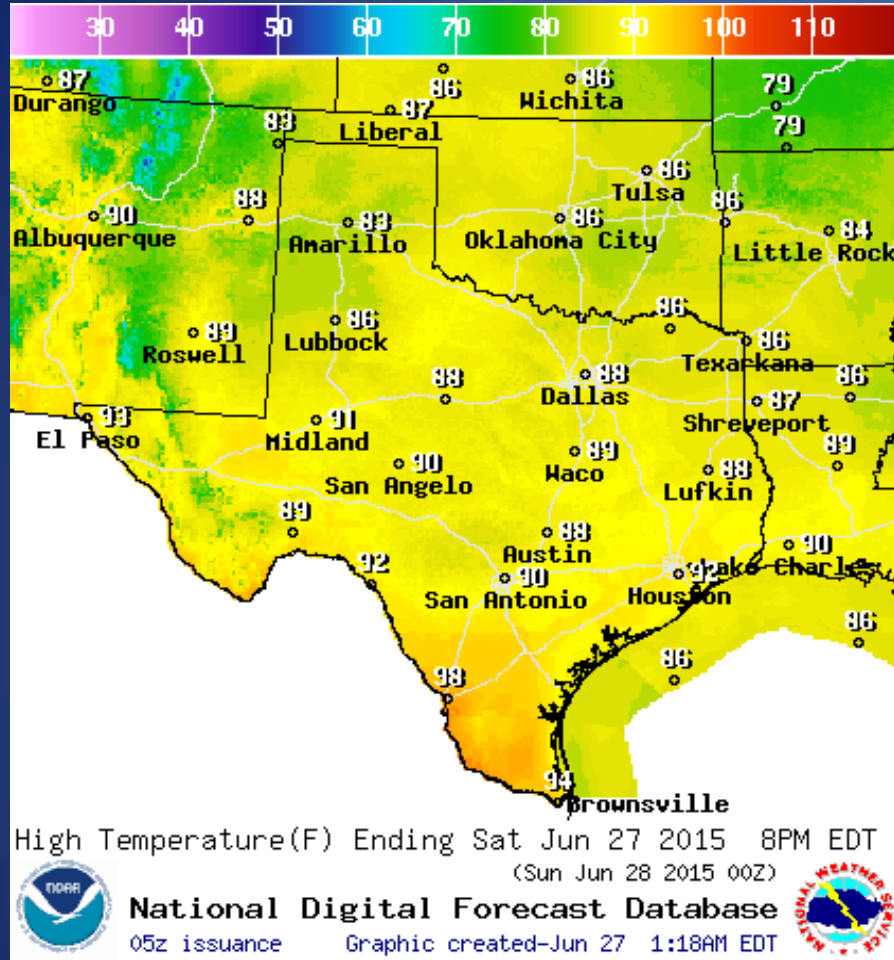 30 40 50 60 70 80 90 100 110
87
Durango
86
86
Wichita
79
87
Liberal
79
83
86
Tulsa
90
Albuquerque
88
83
Amarillo
86
Oklahoma City
86
84
Little Rock
89
Roswell
86
Lubbock
86
86
Texarkana
88
88
Dallas
87
Shreveport
86
93
El Paso
91
Midland
90
San Angelo
89
Waco
88
Lufkin
89
89
88
Austin
90
Lake Charles
92
90
San Antonio
92
Houston
86
98
86
94
Brownsville
High Temperature(F) Ending Sat Jun 27 2015 8PM EDT
(Sun Jun 28 2015 00Z)
NOAA
National Digital Forecast Database
05z issuance Graphic created-Jun 27 1:18AM EDT
NATIONAL WEATHER SERVICE